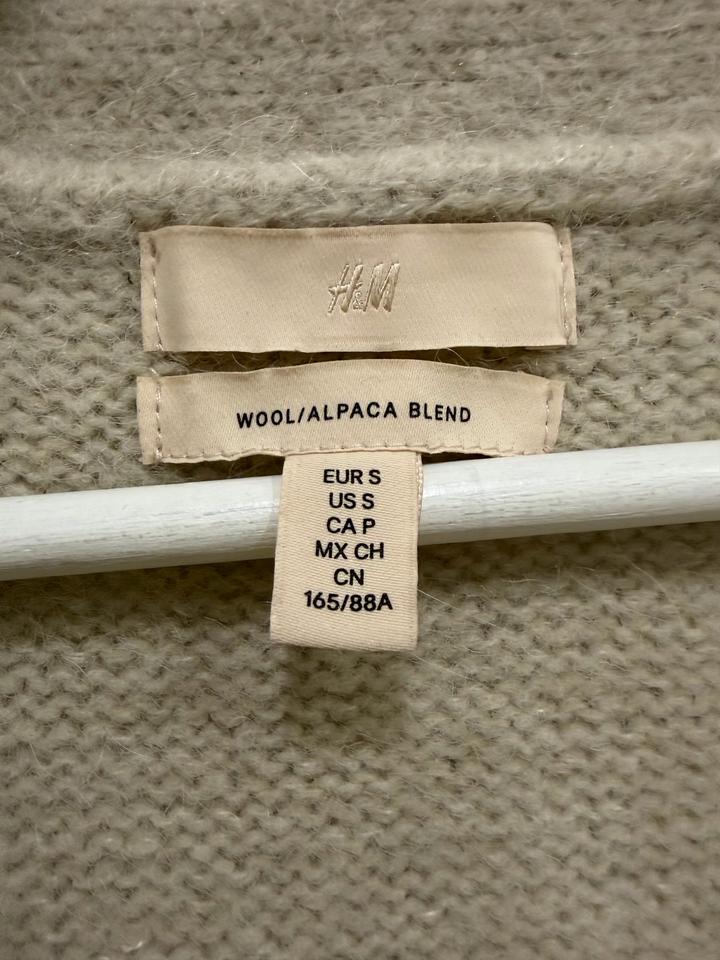 H&M
WOOL/ALPACA BLEND
EUR S
US S
CA P
MX CH
CN
165/88A